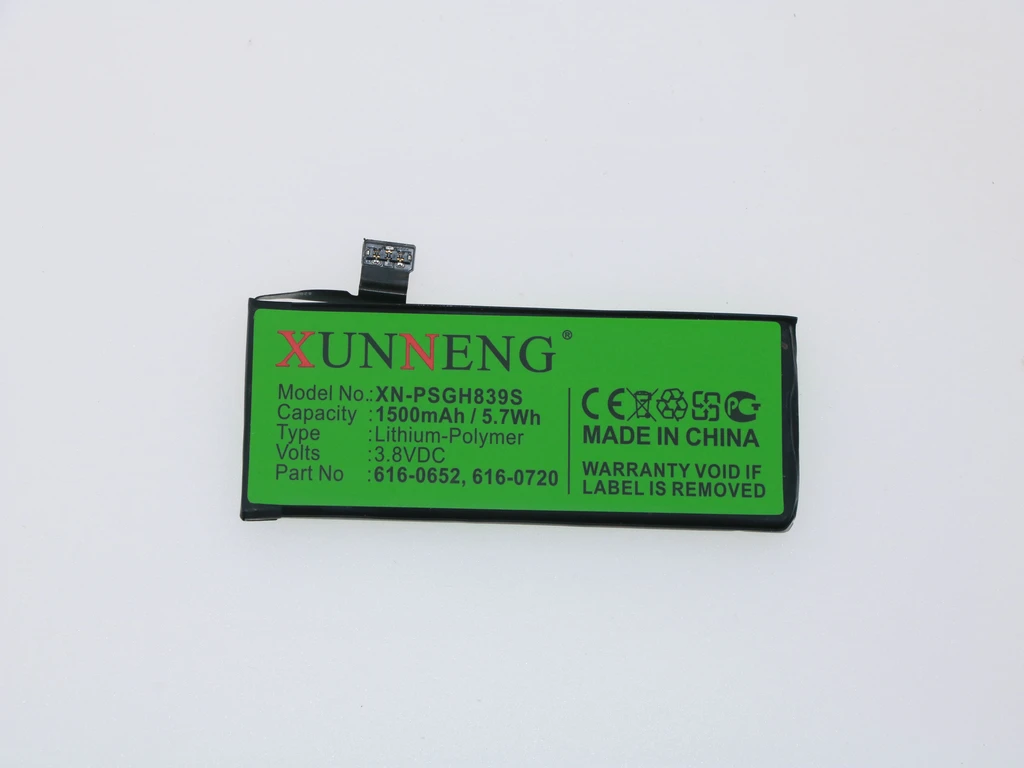 XUNNENG®
Model No.: XN-PSGH839S
Capacity : 1500mAh / 5.7Wh
Type : Lithium-Polymer
Volts : 3.8VDC
Part No : 616-0652, 616-0720
CE
MADE IN CHINA
WARRANTY VOID IF
LABEL IS REMOVED